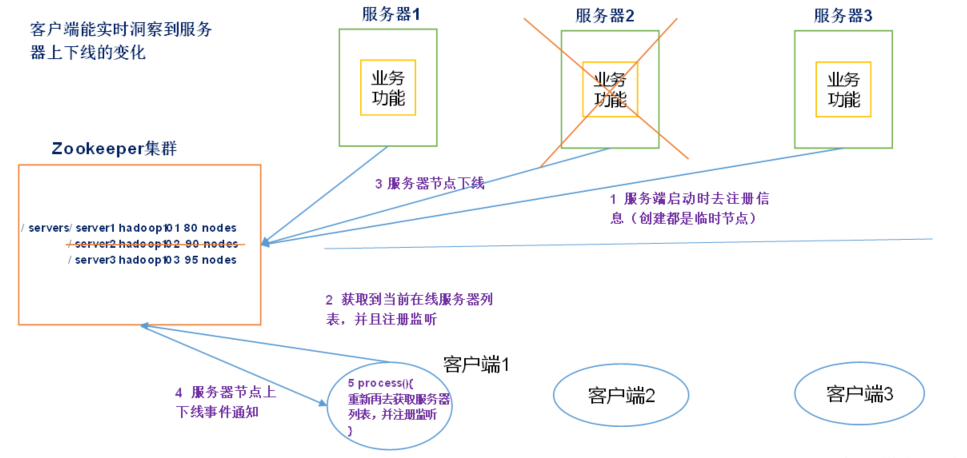 客户端能实时洞察到服务
器上下线的变化
服务器1
服务器2
服务器3
业务
功能
业务
功能
业务
功能
Zookeeper集群
/ servers/ server1 hadoop101 80 nodes
/ server2 hadoop102 90 nodes
/ server3 hadoop103 95 nodes
3 服务器节点下线
1 服务端启动时去注册信
息（创建都是临时节点）
2 获取到当前在线服务器列
表，并且注册监听
4 服务器节点上
下线事件通知
客户端1
5 process(){
重新再去获取服务器
列表，并注册监听
}
客户端2
客户端3